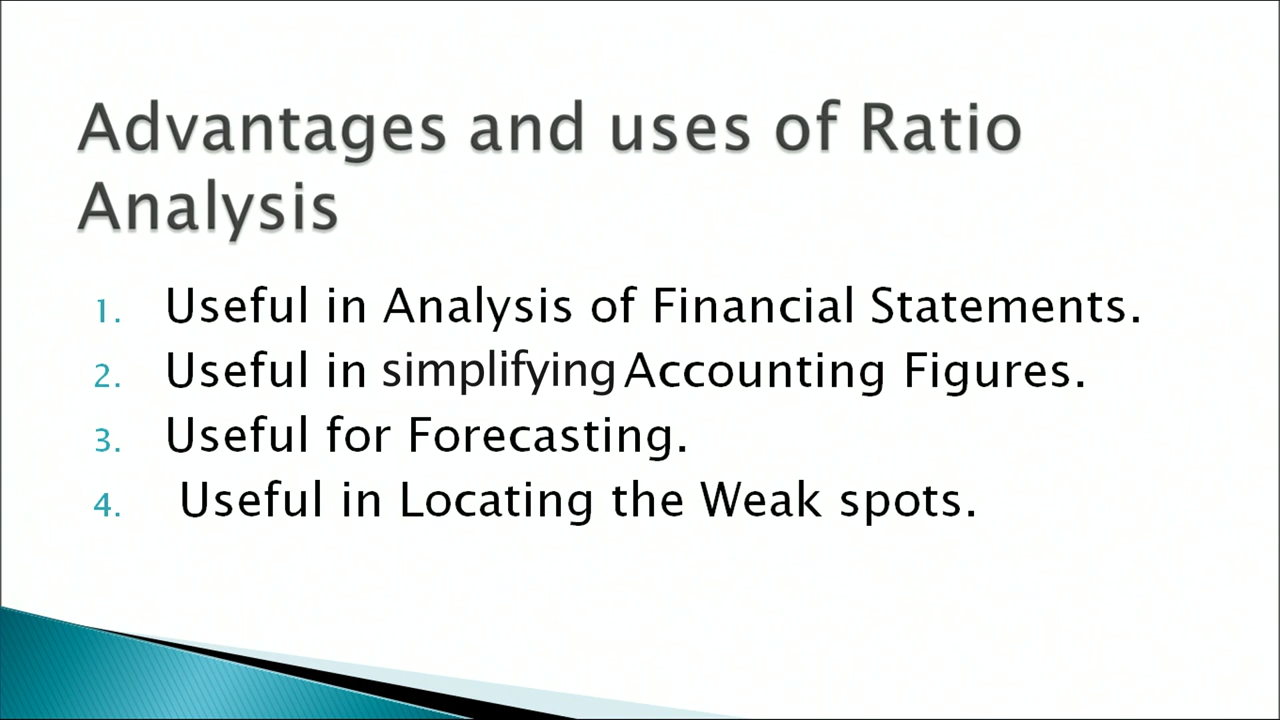 Advantages and uses of Ratio
Analysis
1. Useful in Analysis of Financial Statements.
2. Useful in simplifying Accounting Figures.
3. Useful for Forecasting.
4. Useful in Locating the Weak spots.